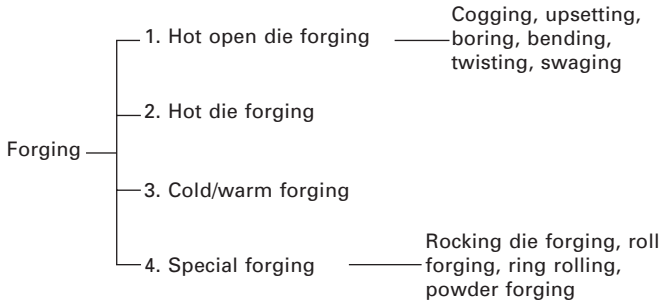 Forging
1. Hot open die forging
Cogging, upsetting,
boring, bending,
twisting, swaging
2. Hot die forging
3. Cold/warm forging
4. Special forging
Rocking die forging, roll
forging, ring rolling,
powder forging